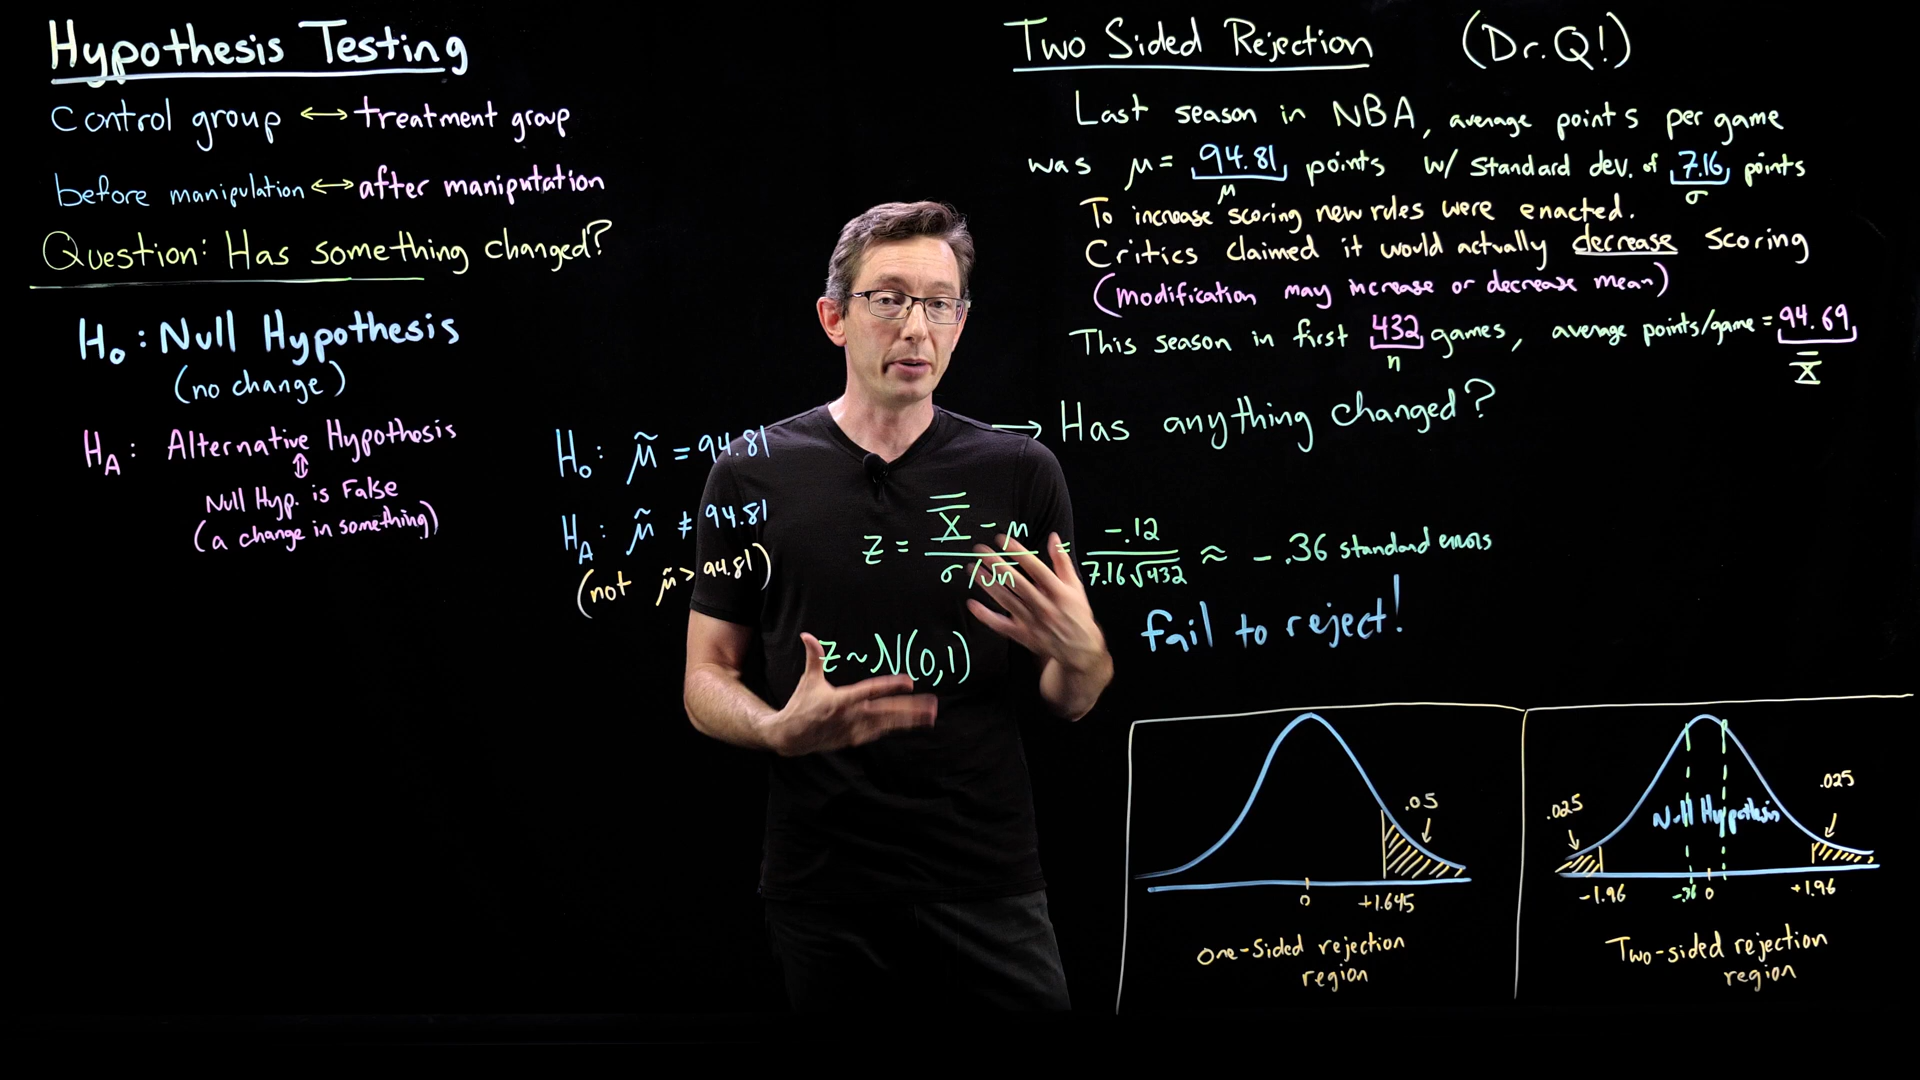 Hypothesis Testing
control group ↔ treatment group
before manipulation ↔ after manipulation
Question: Has something changed?
H₀: Null Hypothesis
(no change)
H_A: Alternative Hypothesis
⇕
Null Hyp. is False
(a change in something)
H₀: μ̃ = 94.81
H_A: μ̃ ≠ 94.81
(not μ̃ > 94.81)
Two Sided Rejection (Dr.Q!)
Last season in NBA, average points per game
was μ = 94.81 points w/ standard dev. of 7.16 points
μ σ
To increase scoring new rules were enacted.
Critics claimed it would actually decrease scoring
(modification may increase or decrease mean)
This season in first 432 games, average points/game = 94.69
n X̿
→ Has anything changed?
z = (X̿ - μ)/(σ/√n) = -.12/(7.16√432) ≈ -.36 standard errors
fail to reject!
z ~ N(0,1)
.05
0 +1.645
One-sided rejection
region
.025 .025
Null Hypothesis
-1.96 -.36 0 +1.96
Two-sided rejection
region